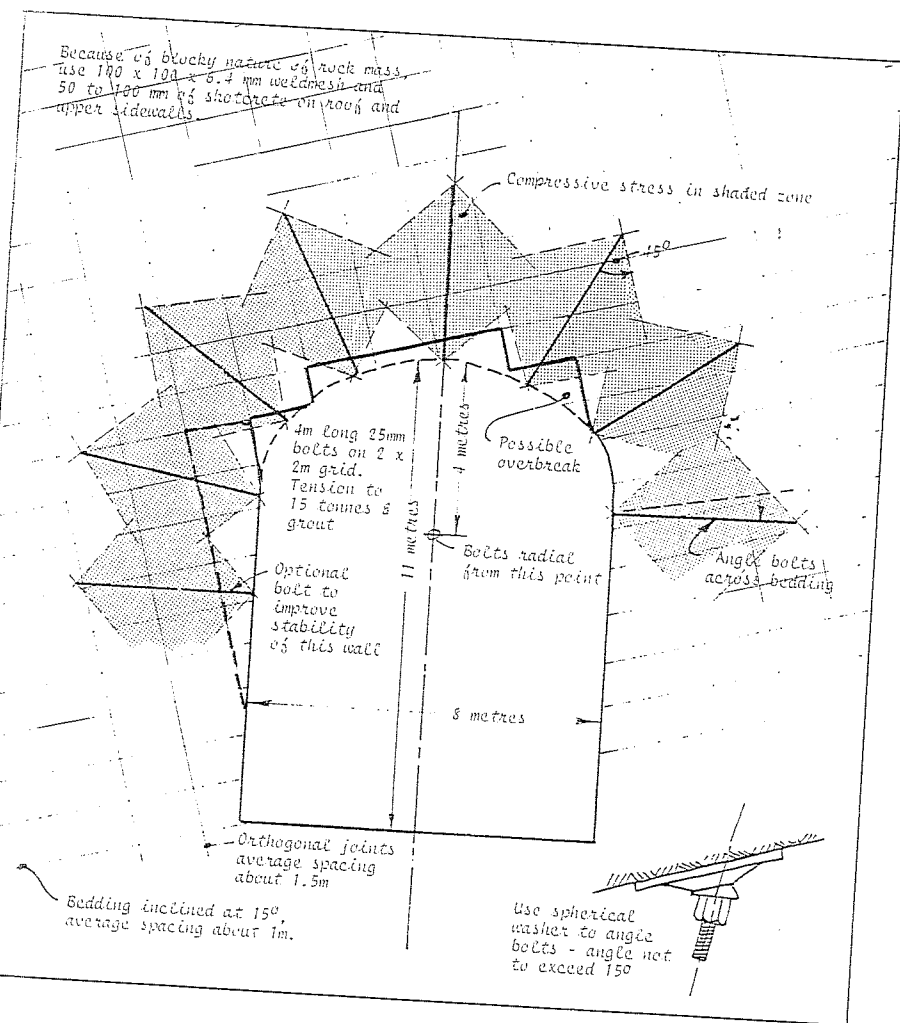 Because of blocky nature of rock mass,
use 100 x 100 x 6.4 mm weldmesh and
50 to 100 mm of shotcrete on roof and
upper sidewalls.
Compressive stress in shaded zone
15º
4m long 25mm
bolts on 2 x
2m grid.
Tension to
15 tonnes &
grout
11 metres
4 metres
Possible
overbreak
Bolts radial
from this point
Angle bolts
across bedding
Optional
bolt to
improve
stability
of this wall
8 metres
Orthogonal joints
average spacing
about 1.5m
Bedding inclined at 15º,
average spacing about 1m.
Use spherical
washer to angle
bolts - angle not
to exceed 15º